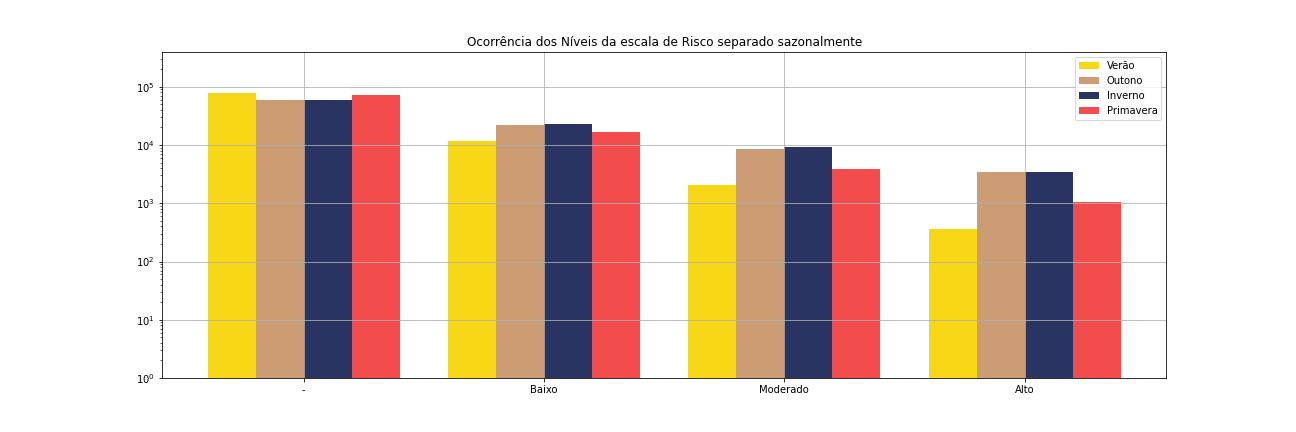 Ocorrência dos Níveis da escala de Risco separado sazonalmente
Verão
Outono
Inverno
Primavera
10⁵
10⁴
10³
10²
10¹
10⁰
-
Baixo
Moderado
Alto